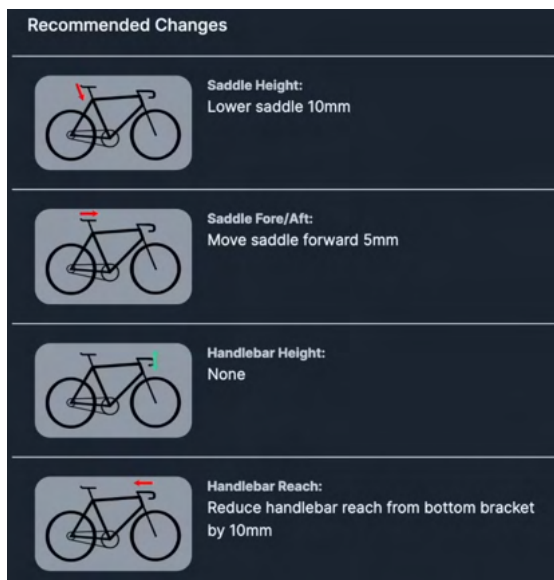 Recommended Changes
Saddle Height:
Lower saddle 10mm
Saddle Fore/Aft:
Move saddle forward 5mm
Handlebar Height:
None
Handlebar Reach:
Reduce handlebar reach from bottom bracket
by 10mm